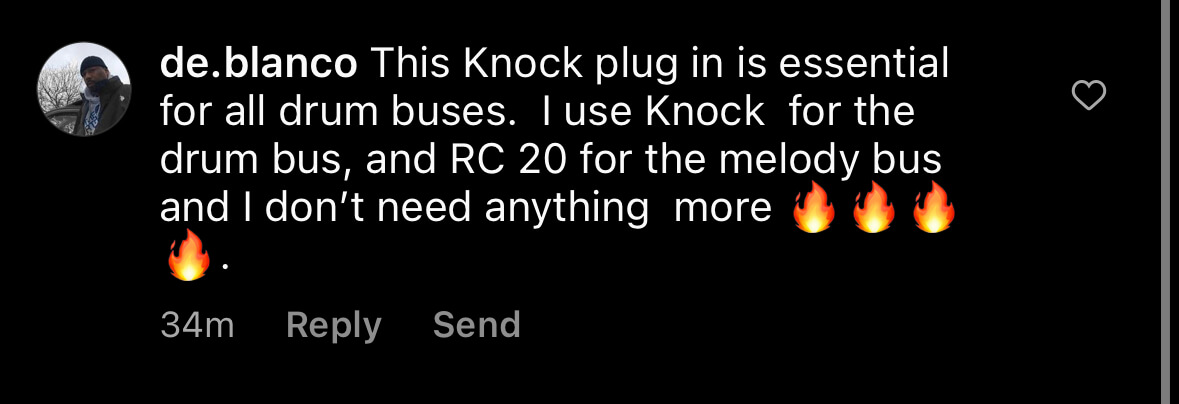 de.blanco This Knock plug in is essential
for all drum buses.  I use Knock  for the
drum bus, and RC 20 for the melody bus
and I don’t need anything  more 🔥🔥🔥
🔥.
34m Reply Send